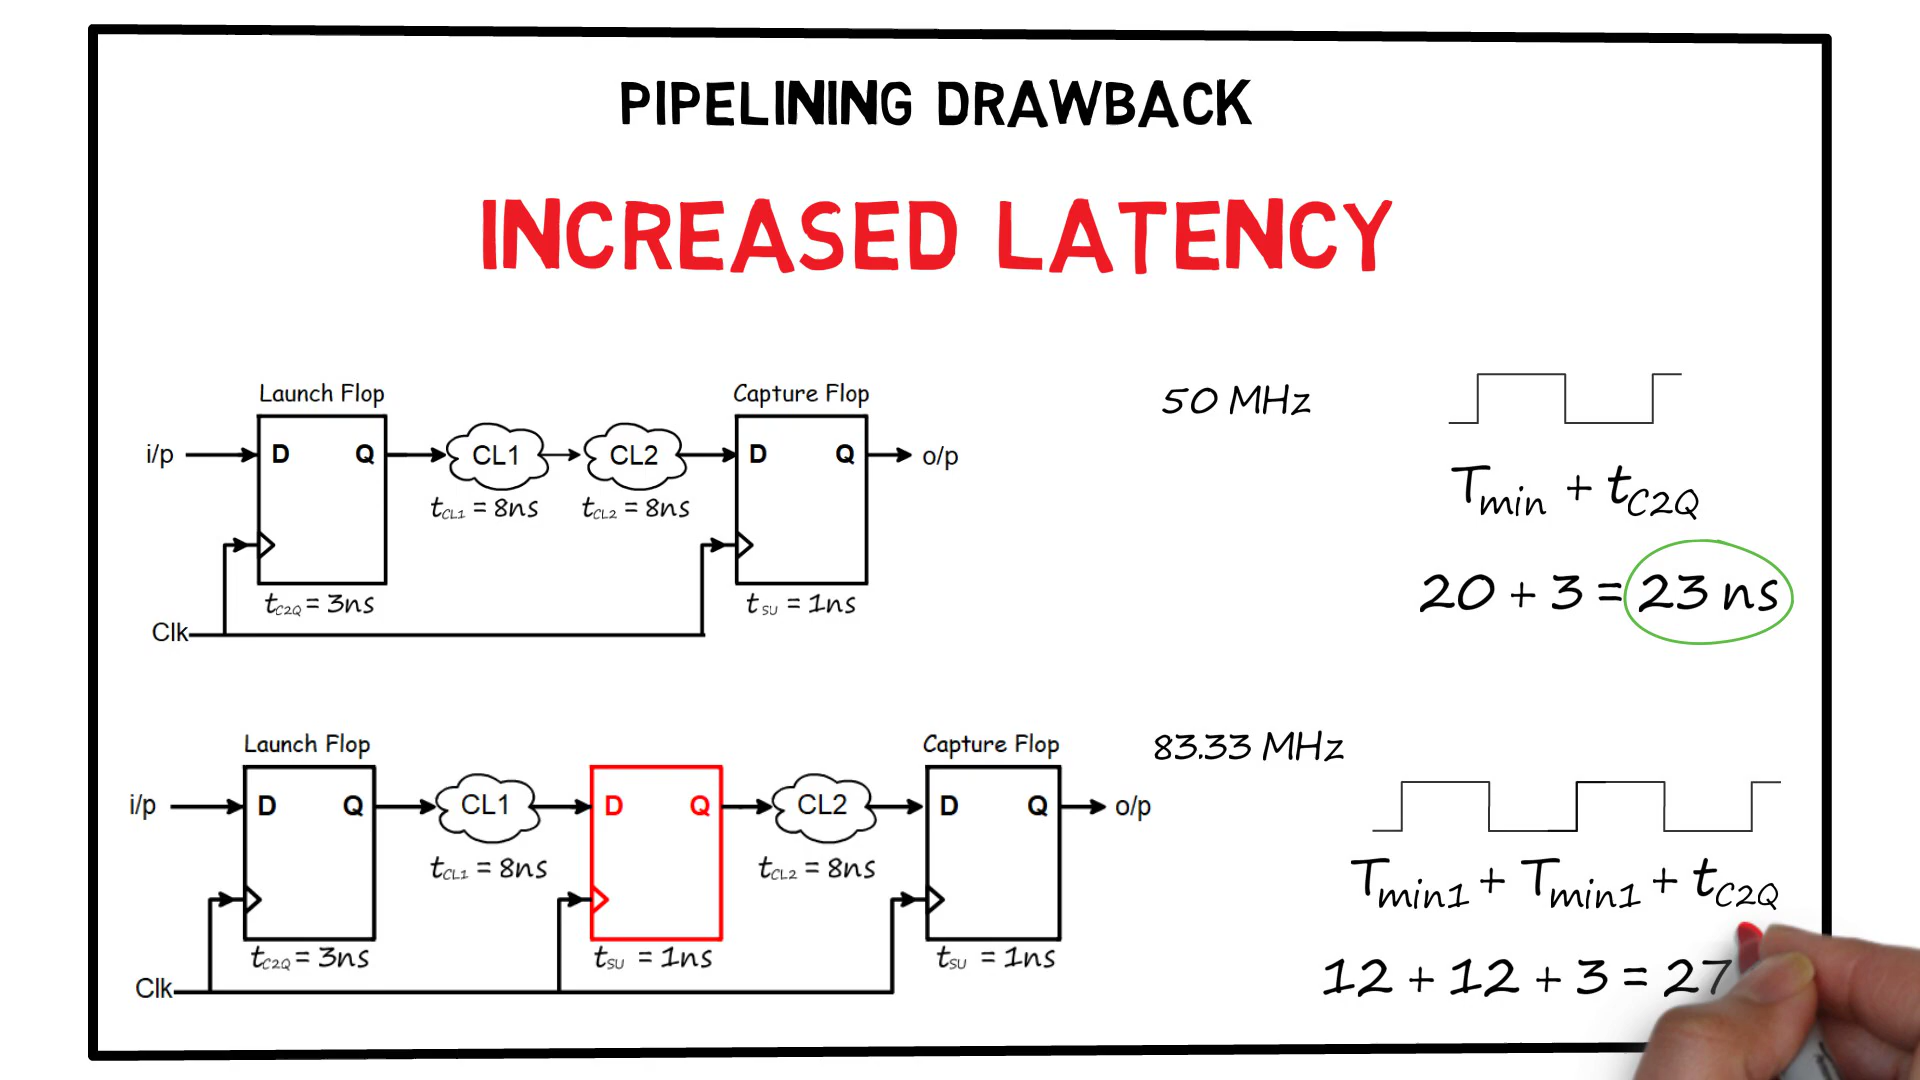 PIPELINING DRAWBACK
INCREASED LATENCY
Launch Flop
Capture Flop
50 MHz
i/p D Q CL1 CL2 D Q o/p
tCL1 = 8ns tCL2 = 8ns
Tmin + tC2Q
20 + 3 = 23 ns
tC2Q = 3ns tSU = 1ns
Clk
Launch Flop
Capture Flop
83.33 MHz
i/p D Q CL1 D Q CL2 D Q o/p
tCL1 = 8ns tCL2 = 8ns
Tmin1 + Tmin1 + tC2Q
tC2Q = 3ns tSU = 1ns tSU = 1ns
12 + 12 + 3 = 27
Clk